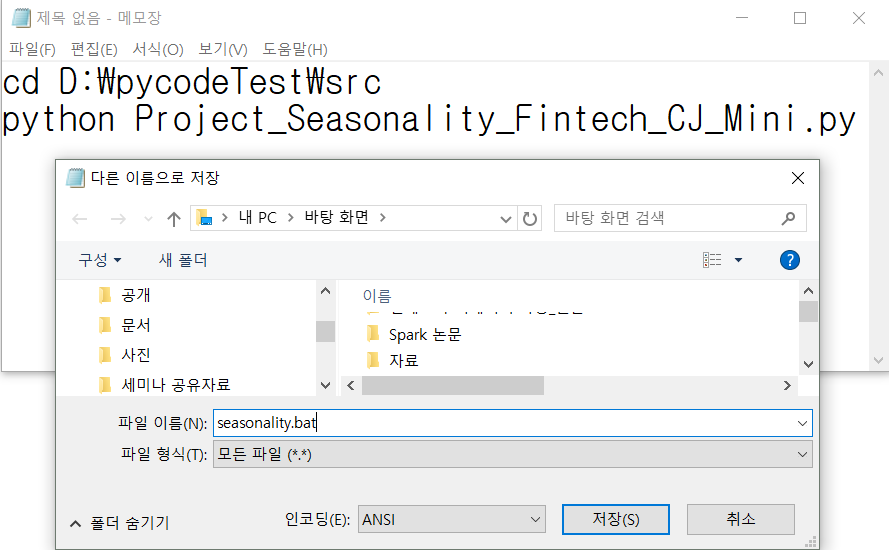 제목 없음 - 메모장
파일(F) 편집(E) 서식(O) 보기(V) 도움말(H)
cd D:₩pycodeTest₩src
python Project_Seasonality_Fintech_CJ_Mini.py
다른 이름으로 저장
내 PC > 바탕 화면 >
바탕 화면 검색
구성 새 폴더
이름
공개
문서
Spark 논문
사진
자료
세미나 공유자료
파일 이름(N): seasonality.bat
파일 형식(T): 모든 파일 (*.*)
폴더 숨기기
인코딩(E): ANSI
저장(S)
취소